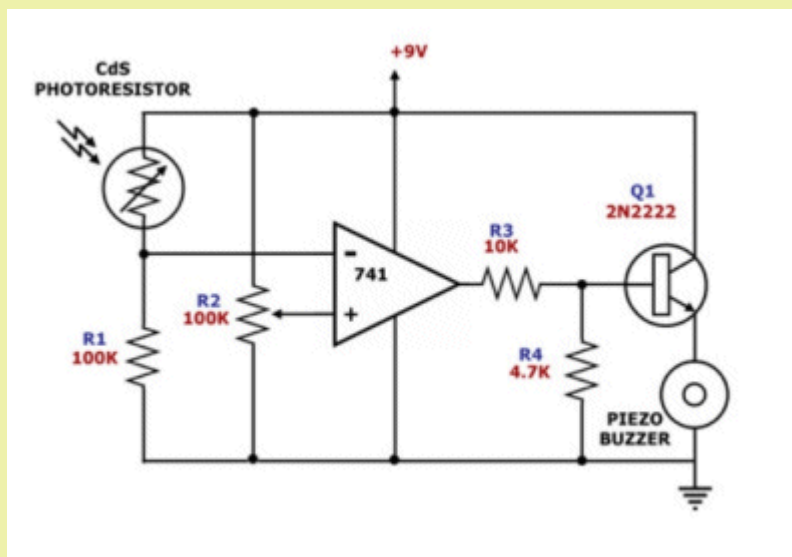 +9V
CdS
PHOTORESISTOR
Q1
2N2222
R3
10K
-
741
R2
100K
+
R1
100K
R4
4.7K
PIEZO
BUZZER